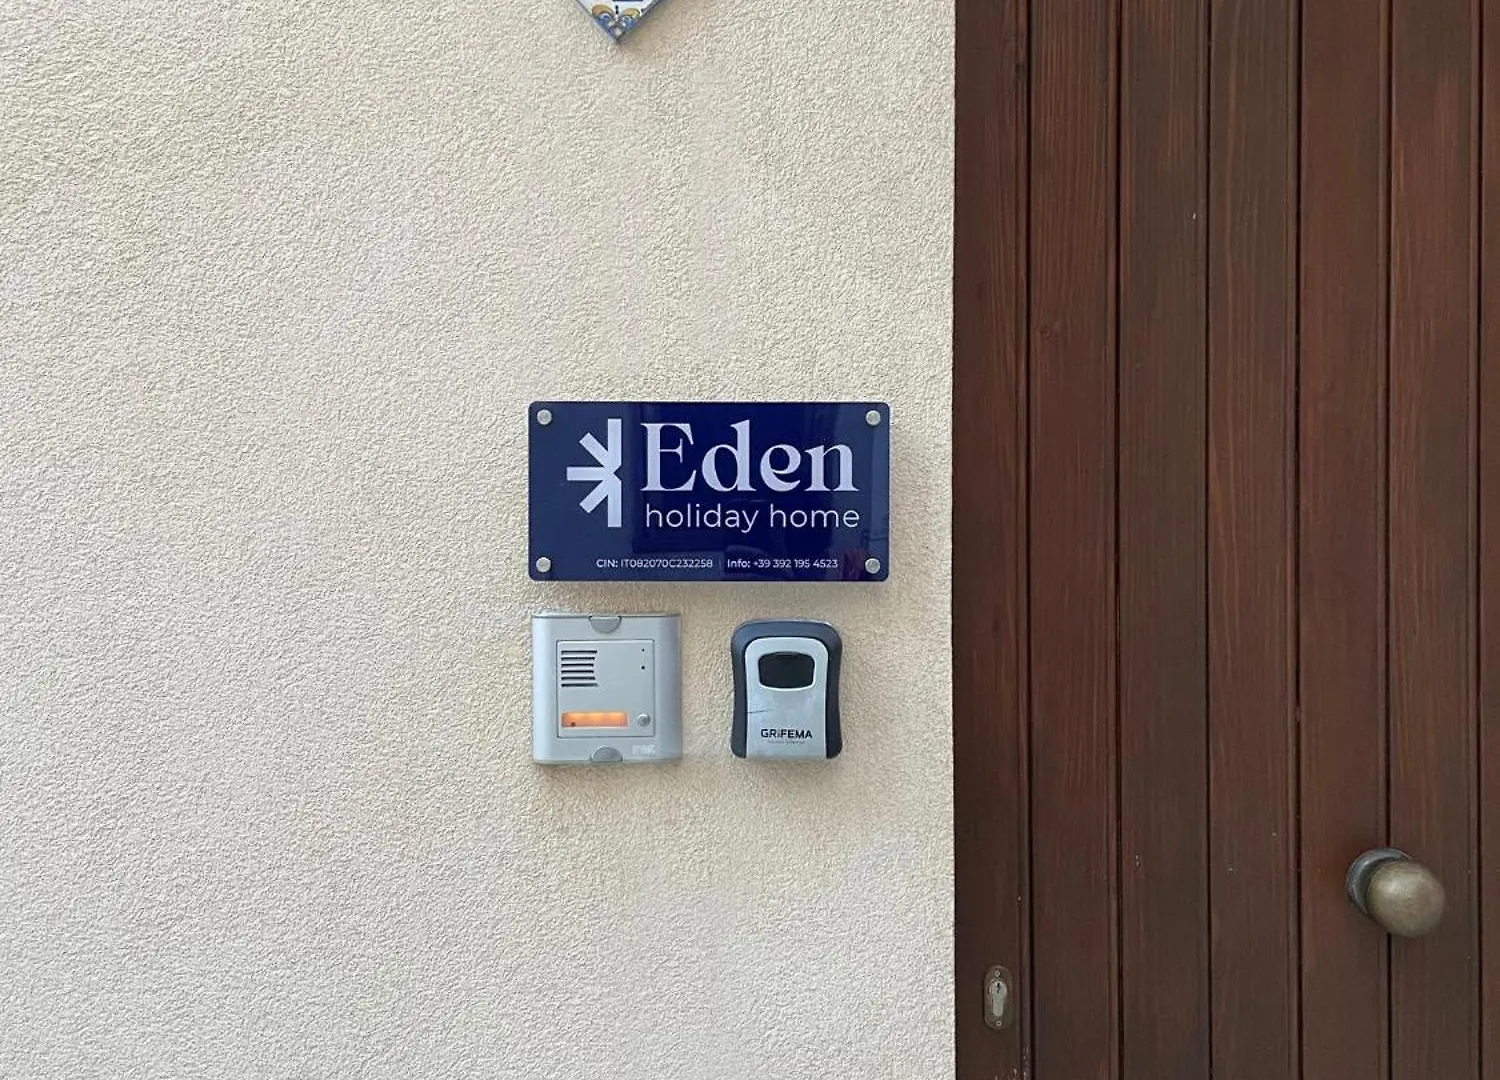 Eden
holiday home
CIN: IT082070C232258 Info: +39 392 195 4523
GRIFEMA